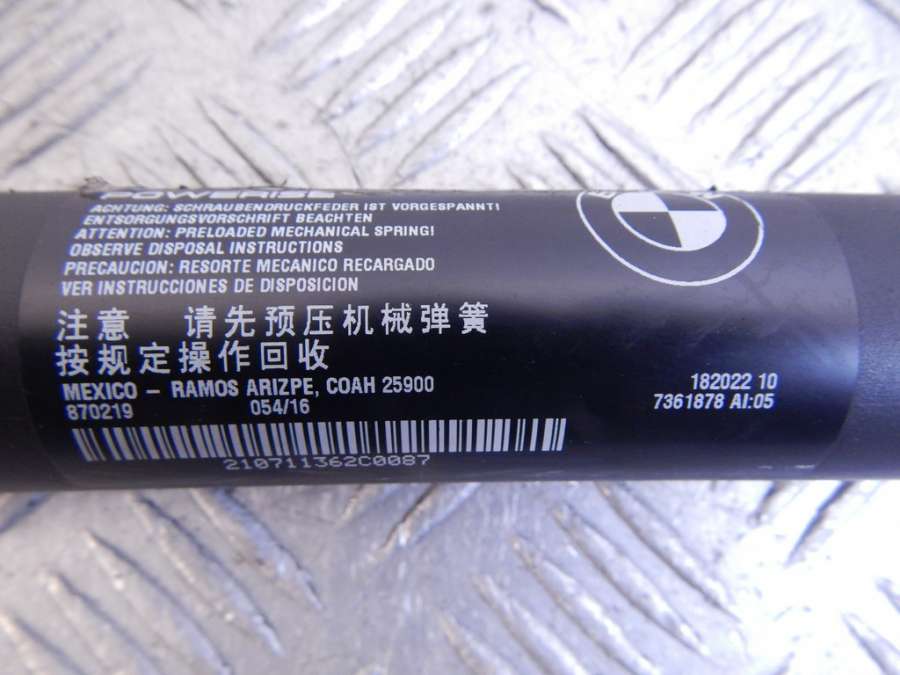 POWERISE
ACHTUNG: SCHRAUBENDRUCKFEDER IST VORGESPANNT!
ENTSORGUNGSVORSCHRIFT BEACHTEN
ATTENTION: PRELOADED MECHANICAL SPRING!
OBSERVE DISPOSAL INSTRUCTIONS
PRECAUCION: RESORTE MECANICO RECARGADO
VER INSTRUCCIONES DE DISPOSICION
注意 请先预压机械弹簧
按规定操作回收
MEXICO – RAMOS ARIZPE, COAH 25900
870219 054/16
210711362C0087
182022 10
7361878 AI:05